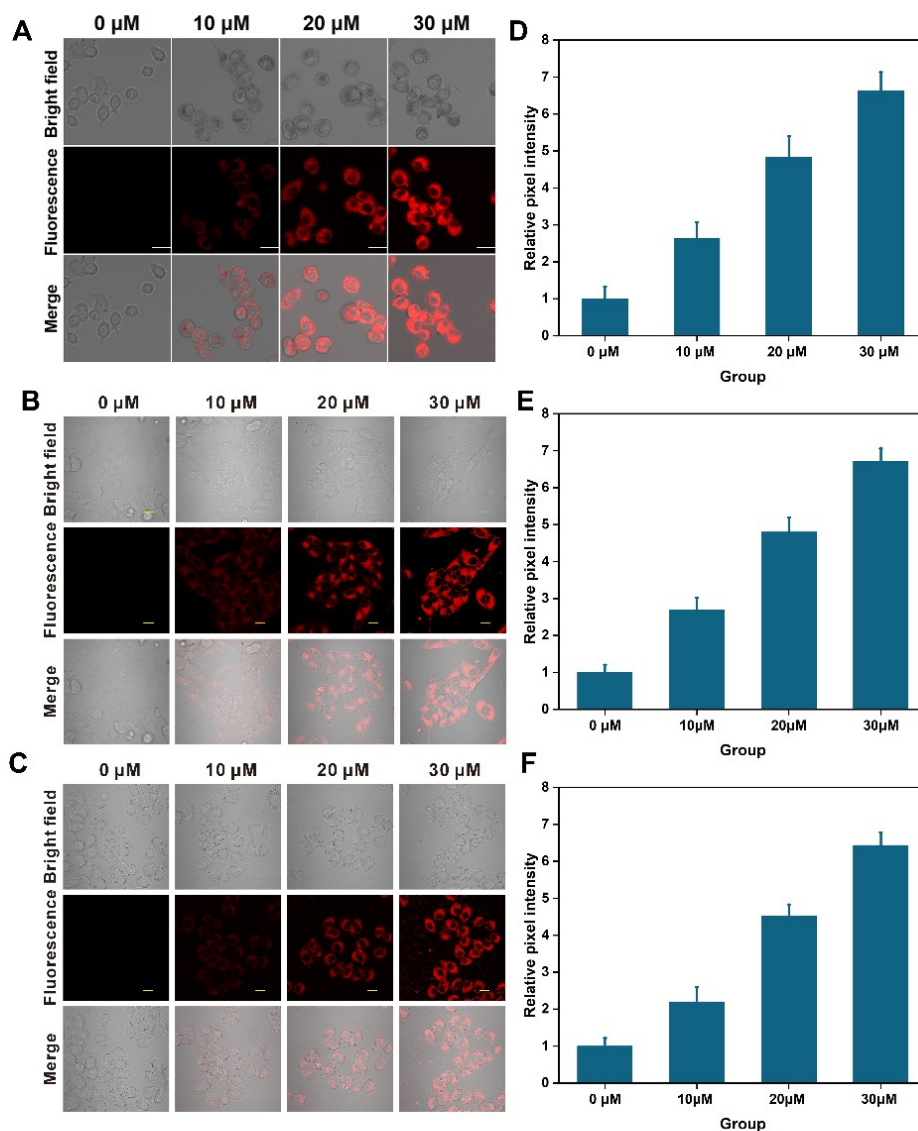 A
0 μM 10 μM 20 μM 30 μM
Bright field
Fluorescence
Merge
D
8
7
6
5
4
3
2
1
0
Relative pixel intensity
0 μM 10 μM 20 μM 30 μM
Group
B
0 μM 10 μM 20 μM 30 μM
Bright field
Fluorescence
Merge
E
8
7
6
5
4
3
2
1
0
Relative pixel intensity
0 μM 10μM 20μM 30μM
Group
C
0 μM 10 μM 20 μM 30 μM
Bright field
Fluorescence
Merge
F
8
7
6
5
4
3
2
1
0
Relative pixel intensity
0 μM 10μM 20μM 30μM
Group